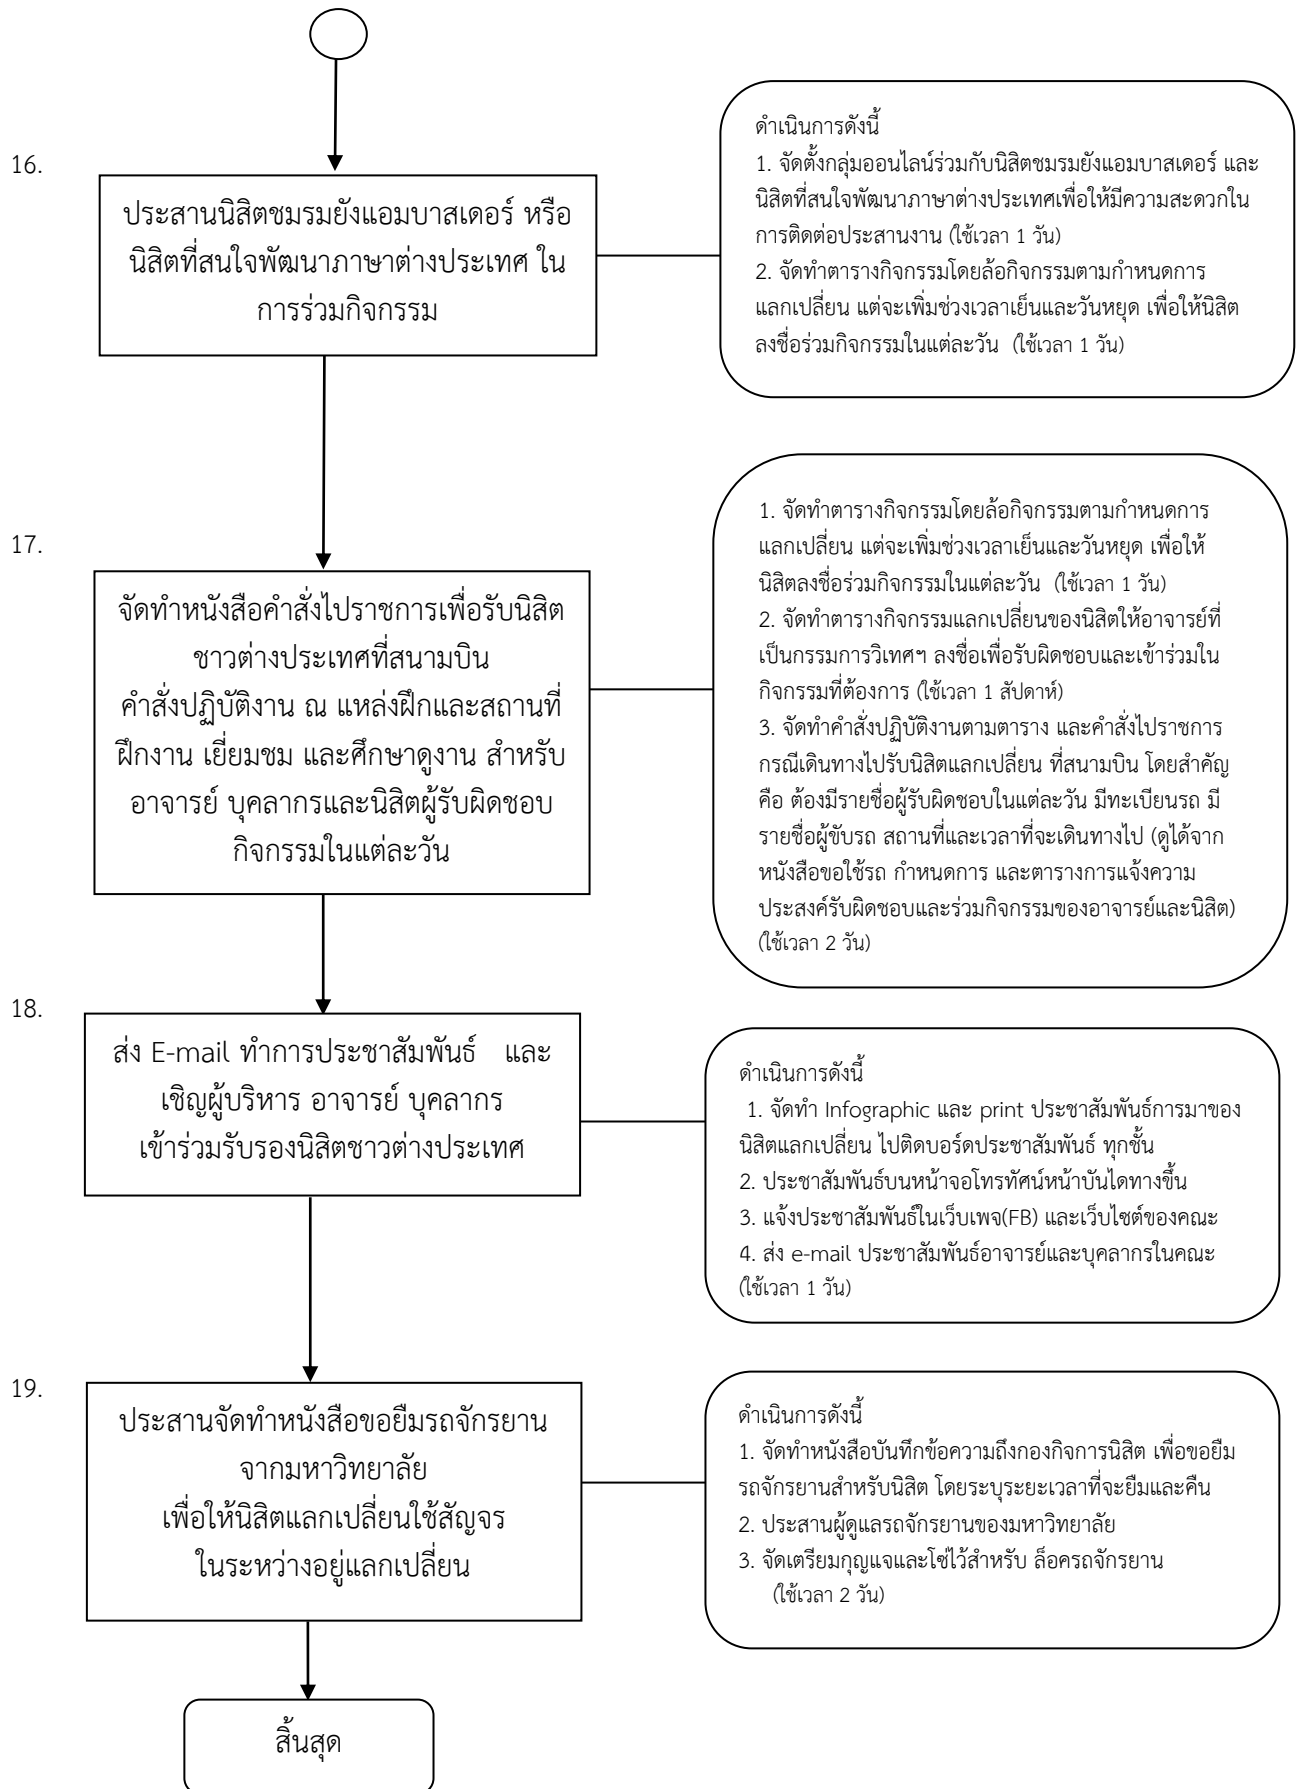 16.
ประสานนิสิตชมรมยังแอมบาสเดอร์ หรือ
นิสิตที่สนใจพัฒนาภาษาต่างประเทศ ใน
การร่วมกิจกรรม
ดำเนินการดังนี้
1. จัดตั้งกลุ่มออนไลน์ร่วมกับนิสิตชมรมยังแอมบาสเดอร์ และ
นิสิตที่สนใจพัฒนาภาษาต่างประเทศเพื่อให้มีความสะดวกใน
การติดต่อประสานงาน (ใช้เวลา 1 วัน)
2. จัดทำตารางกิจกรรมโดยล้อกิจกรรมตามกำหนดการ
แลกเปลี่ยน แต่จะเพิ่มช่วงเวลาเย็นและวันหยุด เพื่อให้นิสิต
ลงชื่อร่วมกิจกรรมในแต่ละวัน (ใช้เวลา 1 วัน)
17.
จัดทำหนังสือคำสั่งไปราชการเพื่อรับนิสิต
ชาวต่างประเทศที่สนามบิน
คำสั่งปฏิบัติงาน ณ แหล่งฝึกและสถานที่
ฝึกงาน เยี่ยมชม และศึกษาดูงาน สำหรับ
อาจารย์ บุคลากรและนิสิตผู้รับผิดชอบ
กิจกรรมในแต่ละวัน
1. จัดทำตารางกิจกรรมโดยล้อกิจกรรมตามกำหนดการ
แลกเปลี่ยน แต่จะเพิ่มช่วงเวลาเย็นและวันหยุด เพื่อให้
นิสิตลงชื่อร่วมกิจกรรมในแต่ละวัน (ใช้เวลา 1 วัน)
2. จัดทำตารางกิจกรรมแลกเปลี่ยนของนิสิตให้อาจารย์ที่
เป็นกรรมการวิเทศฯ ลงชื่อเพื่อรับผิดชอบและเข้าร่วมใน
กิจกรรมที่ต้องการ (ใช้เวลา 1 สัปดาห์)
3. จัดทำคำสั่งปฏิบัติงานตามตาราง และคำสั่งไปราชการ
กรณีเดินทางไปรับนิสิตแลกเปลี่ยน ที่สนามบิน โดยสำคัญ
คือ ต้องมีรายชื่อผู้รับผิดชอบในแต่ละวัน มีทะเบียนรถ มี
รายชื่อผู้ขับรถ สถานที่และเวลาที่จะเดินทางไป (ดูได้จาก
หนังสือขอใช้รถ กำหนดการ และตารางการแจ้งความ
ประสงค์รับผิดชอบและร่วมกิจกรรมของอาจารย์และนิสิต)
(ใช้เวลา 2 วัน)
18.
ส่ง E-mail ทำการประชาสัมพันธ์ และ
เชิญผู้บริหาร อาจารย์ บุคลากร
เข้าร่วมรับรองนิสิตชาวต่างประเทศ
ดำเนินการดังนี้
1. จัดทำ Infographic และ print ประชาสัมพันธ์การมาของ
นิสิตแลกเปลี่ยน ไปติดบอร์ดประชาสัมพันธ์ ทุกชั้น
2. ประชาสัมพันธ์บนหน้าจอโทรทัศน์หน้าบันไดทางขึ้น
3. แจ้งประชาสัมพันธ์ในเว็บเพจ(FB) และเว็บไซต์ของคณะ
4. ส่ง e-mail ประชาสัมพันธ์อาจารย์และบุคลากรในคณะ
(ใช้เวลา 1 วัน)
19.
ประสานจัดทำหนังสือขอยืมรถจักรยาน
จากมหาวิทยาลัย
เพื่อให้นิสิตแลกเปลี่ยนใช้สัญจร
ในระหว่างอยู่แลกเปลี่ยน
ดำเนินการดังนี้
1. จัดทำหนังสือบันทึกข้อความถึงกองกิจการนิสิต เพื่อขอยืม
รถจักรยานสำหรับนิสิต โดยระบุระยะเวลาที่จะยืมและคืน
2. ประสานผู้ดูแลรถจักรยานของมหาวิทยาลัย
3. จัดเตรียมกุญแจและโซ่ไว้สำหรับ ล็อครถจักรยาน
(ใช้เวลา 2 วัน)
สิ้นสุด